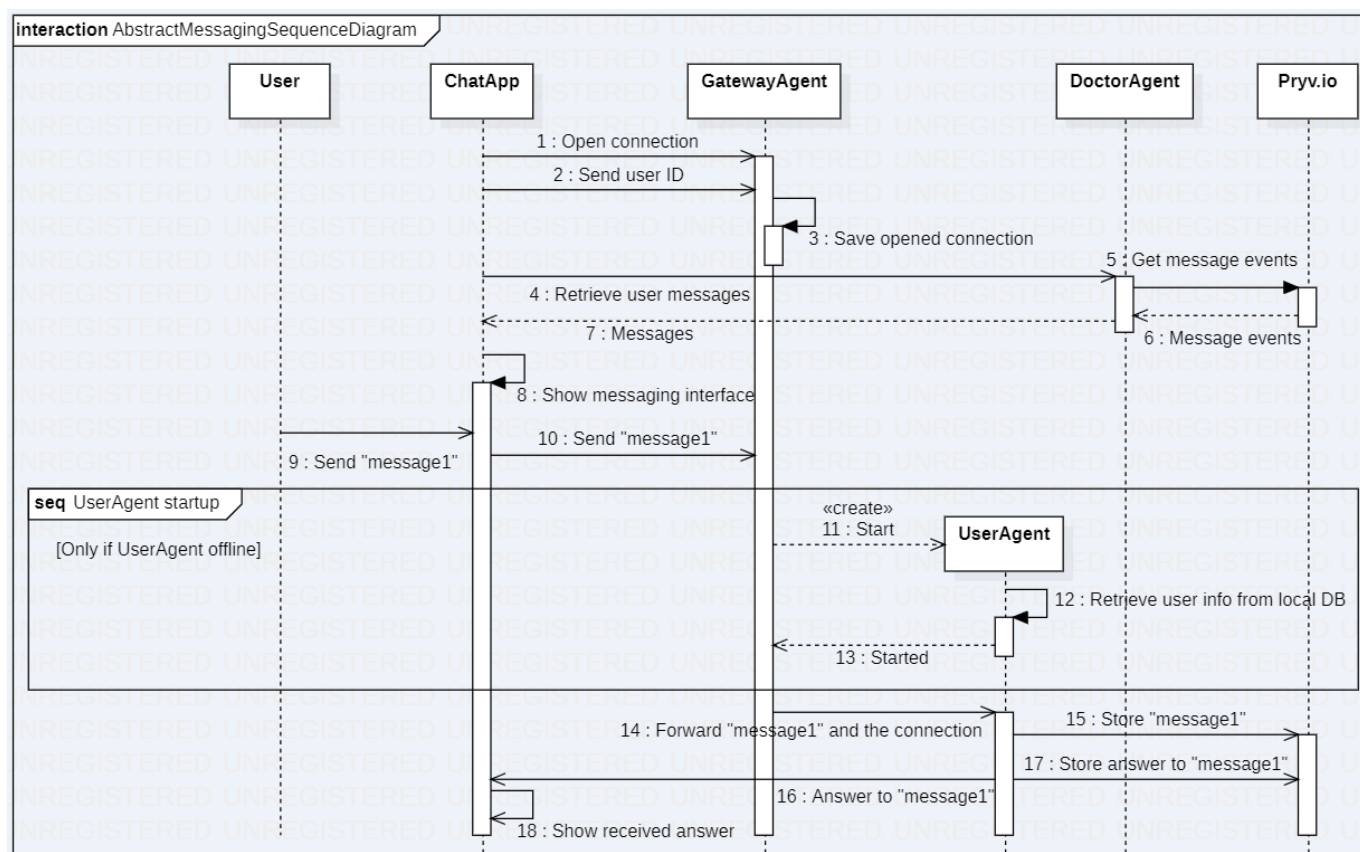 interaction AbstractMessagingSequenceDiagram
User
ChatApp
GatewayAgent
DoctorAgent
Pryv.io
1 : Open connection
2 : Send user ID
3 : Save opened connection
5 : Get message events
4 : Retrieve user messages
7 : Messages
6 : Message events
8 : Show messaging interface
10 : Send "message1"
9 : Send "message1"
seq UserAgent startup
[Only if UserAgent offline]
«create»
11 : Start
UserAgent
12 : Retrieve user info from local DB
13 : Started
14 : Forward "message1" and the connection
15 : Store "message1"
17 : Store answer to "message1"
16 : Answer to "message1"
18 : Show received answer
UNREGISTERED